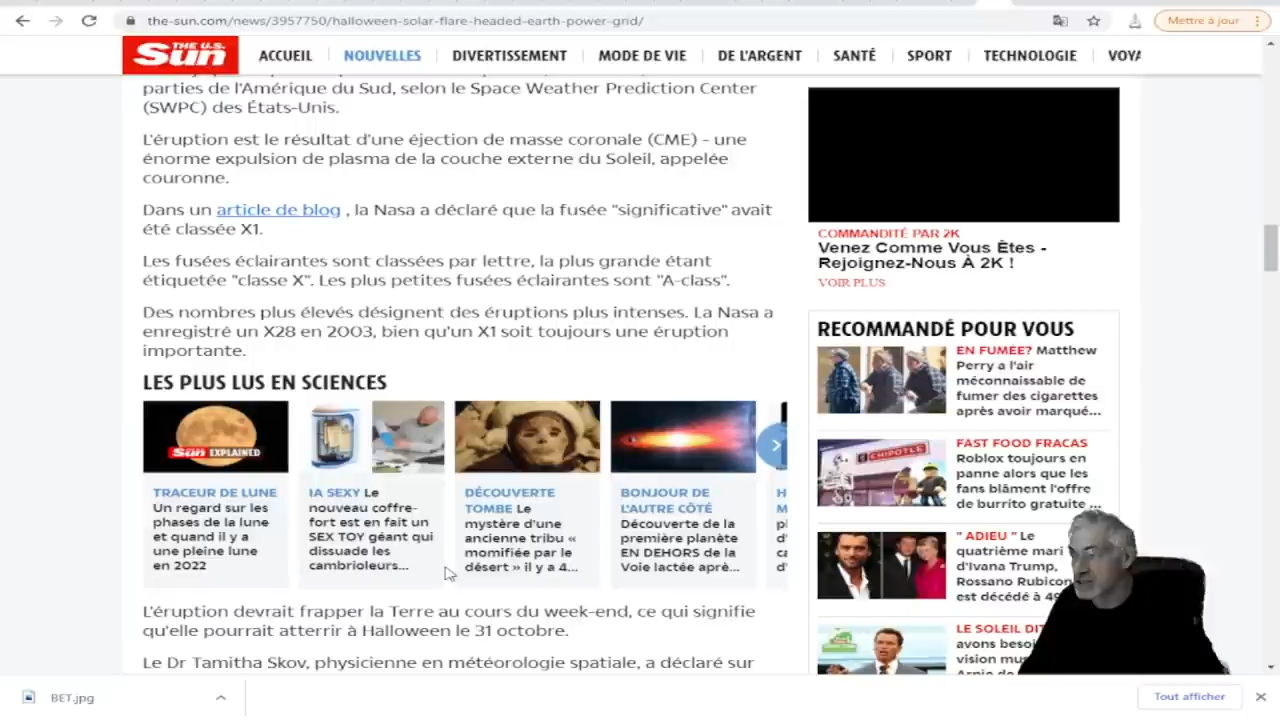 the-sun.com/news/3957750/halloween-solar-flare-headed-earth-power-grid/
Mettre à jour
THE U.S. Sun
ACCUEIL
NOUVELLES
DIVERTISSEMENT
MODE DE VIE
DE L'ARGENT
SANTÉ
SPORT
TECHNOLOGIE
VOYA
parties de l'Amérique du Sud, selon le Space Weather Prediction Center
(SWPC) des États-Unis.
L'éruption est le résultat d'une éjection de masse coronale (CME) - une
énorme expulsion de plasma de la couche externe du Soleil, appelée
couronne.
Dans un article de blog , la Nasa a déclaré que la fusée "significative" avait
été classée X1.
Les fusées éclairantes sont classées par lettre, la plus grande étant
étiquetée "classe X". Les plus petites fusées éclairantes sont "A-class".
Des nombres plus élevés désignent des éruptions plus intenses. La Nasa a
enregistré un X28 en 2003, bien qu'un X1 soit toujours une éruption
importante.
LES PLUS LUS EN SCIENCES
Sun EXPLAINED
TRACEUR DE LUNE
Un regard sur les
phases de la lune
et quand il y a
une pleine lune
en 2022
IA SEXY Le
nouveau coffre-
fort est en fait un
SEX TOY géant qui
dissuade les
cambrioleurs...
DÉCOUVERTE
TOMBE Le
mystère d'une
ancienne tribu «
momifiée par le
désert » il y a 4...
BONJOUR DE
L'AUTRE CÔTÉ
Découverte de la
première planète
EN DEHORS de la
Voie lactée aprè...
L'éruption devrait frapper la Terre au cours du week-end, ce qui signifie
qu'elle pourrait atterrir à Halloween le 31 octobre.
Le Dr Tamitha Skov, physicienne en météorologie spatiale, a déclaré sur
COMMANDITÉ PAR 2K
Venez Comme Vous Êtes -
Rejoignez-Nous À 2K !
VOIR PLUS
RECOMMANDÉ POUR VOUS
EN FUMÉE? Matthew
Perry a l'air
méconnaissable de
fumer des cigarettes
après avoir marqué...
CHIPOTLE
FAST FOOD FRACAS
Roblox toujours en
panne alors que les
fans blâment l'offre
de burrito gratuite ...
" ADIEU " Le
quatrième mari
d'Ivana Trump,
Rossano Rubicon
est décédé à 49
LE SOLEIL DIT
avons beso
vision mu
Arnie de
BET.jpg
Tout afficher